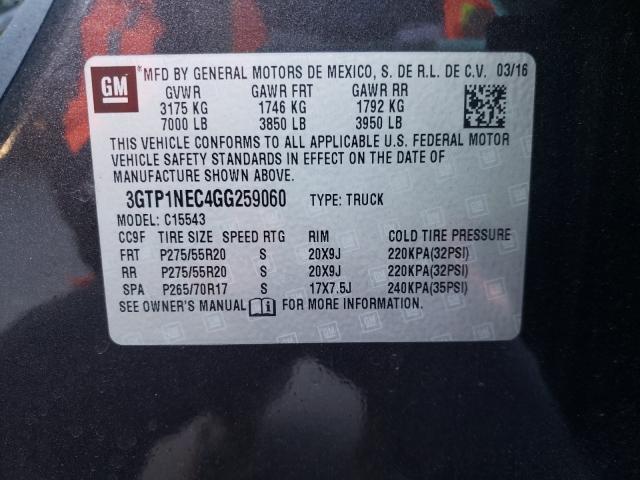 GM
*MFD BY GENERAL MOTORS DE MEXICO, S. DE R.L. DE C.V. 03/16
GVWR GAWR FRT GAWR RR
3175 KG 1746 KG 1792 KG
7000 LB 3850 LB 3950 LB
THIS VEHICLE CONFORMS TO ALL APPLICABLE U.S. FEDERAL MOTOR
VEHICLE SAFETY STANDARDS IN EFFECT ON THE DATE OF
MANUFACTURE SHOWN ABOVE.
3GTP1NEC4GG259060 TYPE: TRUCK
MODEL: C15543
CC9F TIRE SIZE SPEED RTG RIM COLD TIRE PRESSURE
FRT P275/55R20 S 20X9J 220KPA(32PSI)
RR P275/55R20 S 20X9J 220KPA(32PSI)
SPA P265/70R17 S 17X7.5J 240KPA(35PSI)
SEE OWNER'S MANUAL FOR MORE INFORMATION.